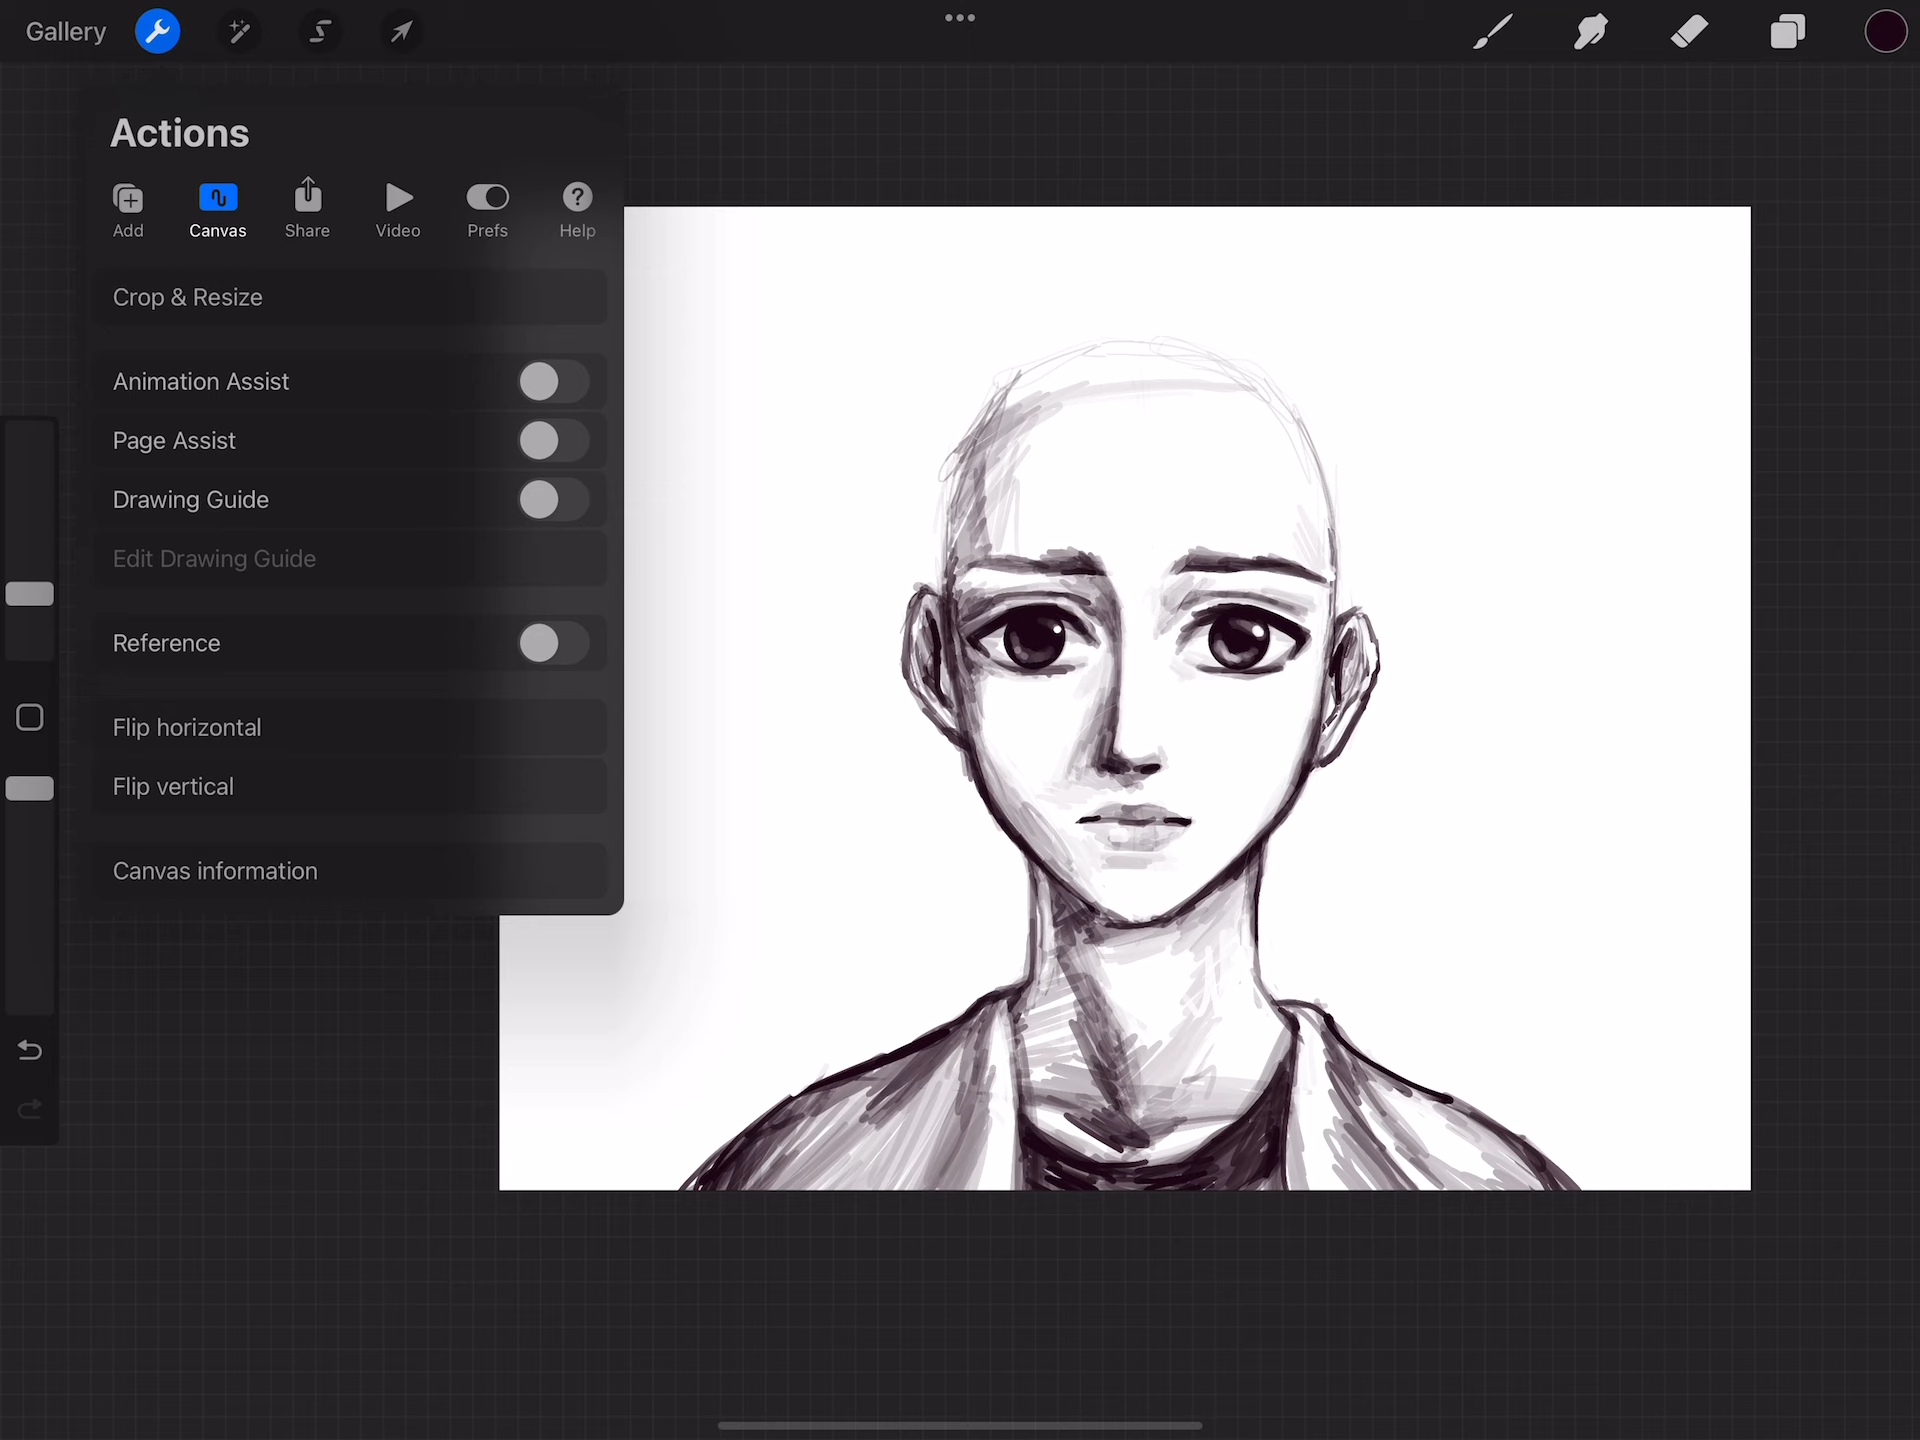 Gallery
Actions
Add Canvas Share Video Prefs Help
Crop & Resize
Animation Assist
Page Assist
Drawing Guide
Edit Drawing Guide
Reference
Flip horizontal
Flip vertical
Canvas information